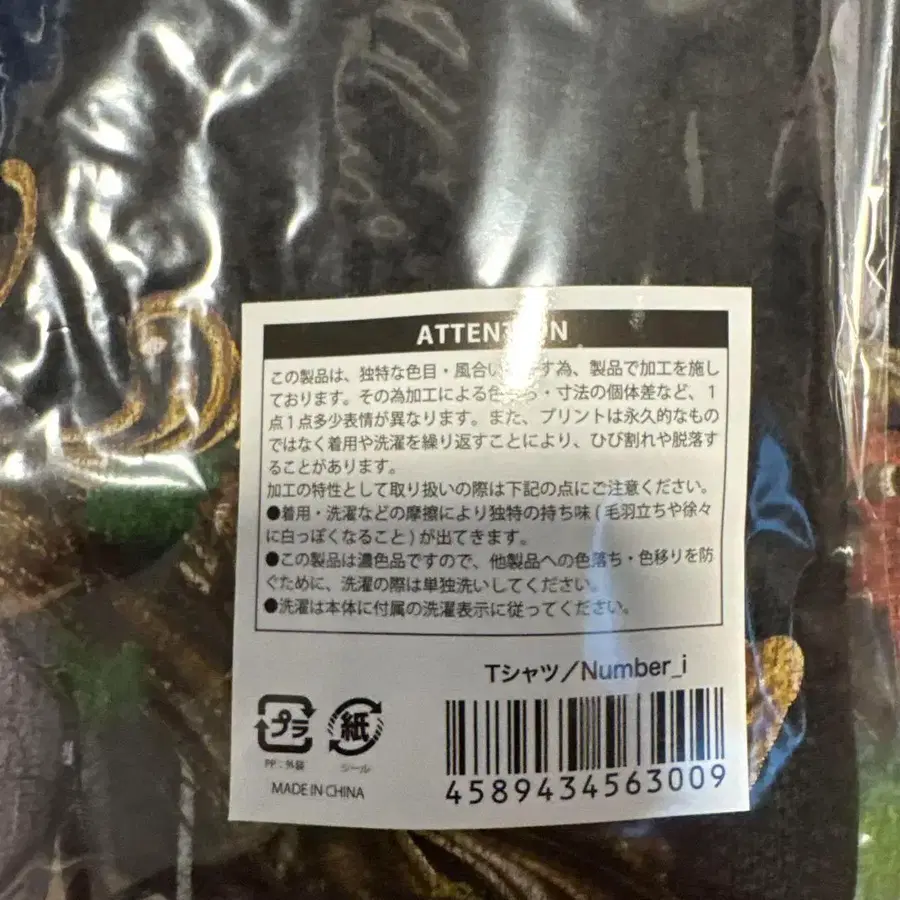 ATTENTION
この製品は、独特な色目・風合い す為、製品で加工を施し
ております。その為加工による色 ・寸法の個体差など、1
点1点多少表情が異なります。また、プリントは永久的なもの
ではなく着用や洗濯を繰り返すことにより、ひび割れや脱落す
ることがあります。
加工の特性として取り扱いの際は下記の点にご注意ください。
●着用・洗濯などの摩擦により独特の持ち味(毛羽立ちや徐々
に白っぽくなること)が出てきます。
●この製品は濃色品ですので、他製品への色落ち・色移りを防
ぐために、洗濯の際は単独洗いしてください。
●洗濯は本体に付属の洗濯表示に従ってください。
Tシャツ/Number_i
プラ 紙
PP:外装 シール
MADE IN CHINA
4589434563009